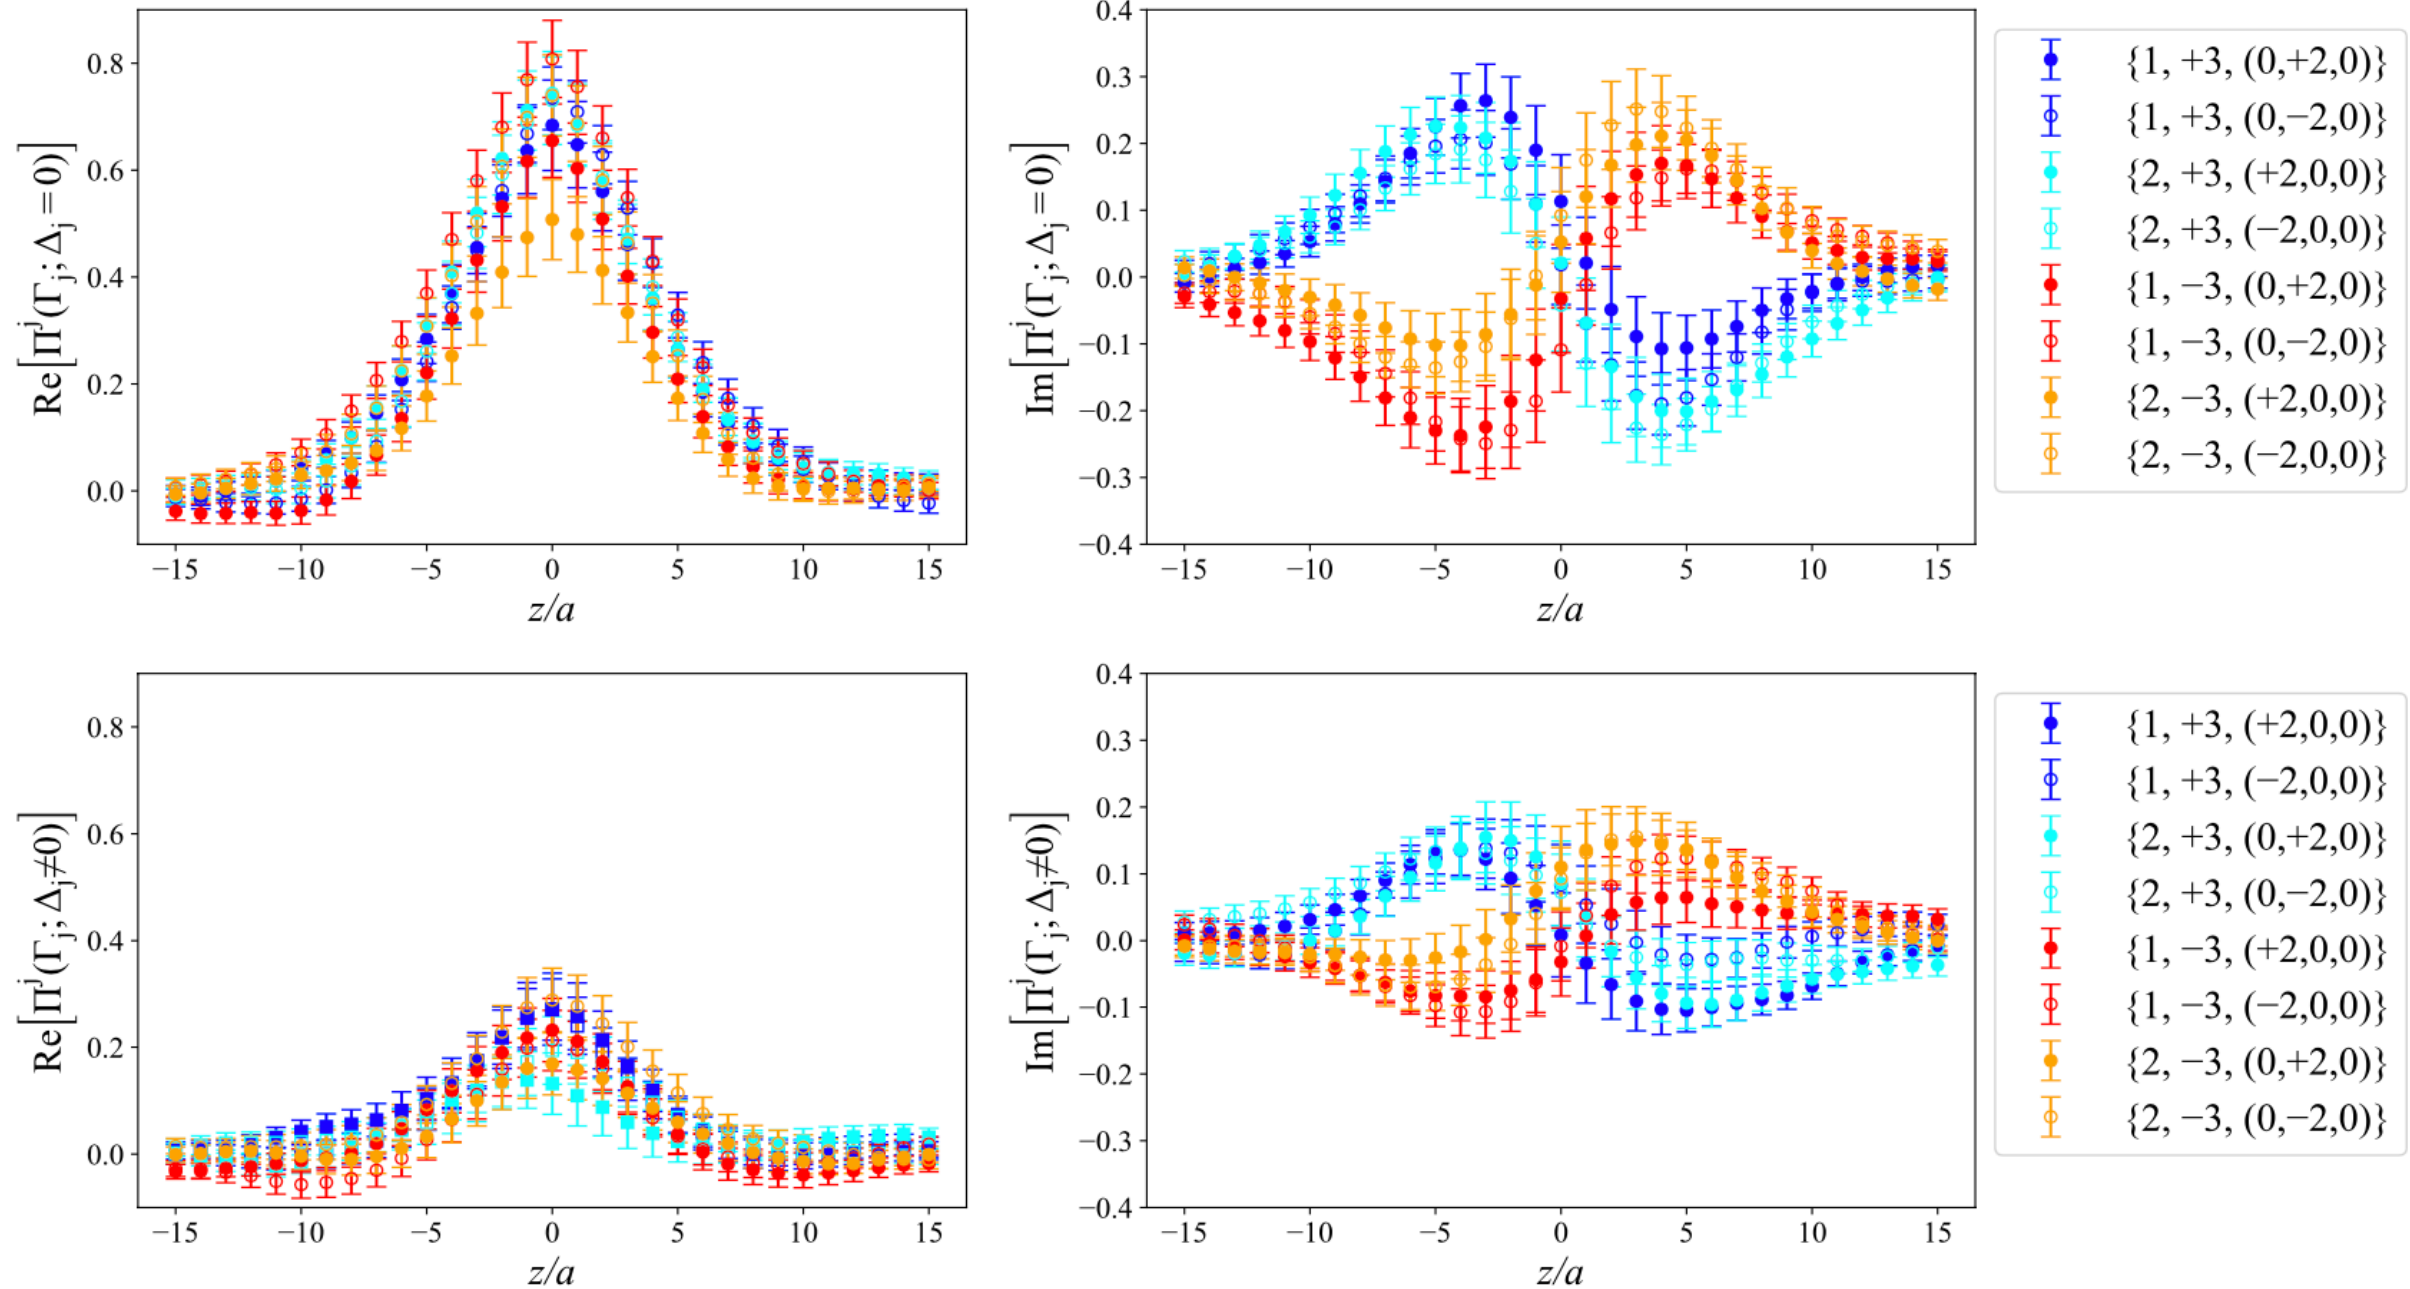 Re[Π^j(Γ_j; Δ_j = 0)]
0.8
0.6
0.4
0.2
0.0
−15 −10 −5 0 5 10 15
z/a
Im[Π^j(Γ_j; Δ_j = 0)]
0.4
0.3
0.2
0.1
0.0
−0.1
−0.2
−0.3
−0.4
−15 −10 −5 0 5 10 15
z/a
{1, +3, (0,+2,0)}
{1, +3, (0,−2,0)}
{2, +3, (+2,0,0)}
{2, +3, (−2,0,0)}
{1, −3, (0,+2,0)}
{1, −3, (0,−2,0)}
{2, −3, (+2,0,0)}
{2, −3, (−2,0,0)}
Re[Π^j(Γ_j; Δ_j≠0)]
0.8
0.6
0.4
0.2
0.0
−15 −10 −5 0 5 10 15
z/a
Im[Π^j(Γ_j; Δ_j≠0)]
0.4
0.3
0.2
0.1
0.0
−0.1
−0.2
−0.3
−0.4
−15 −10 −5 0 5 10 15
z/a
{1, +3, (+2,0,0)}
{1, +3, (−2,0,0)}
{2, +3, (0,+2,0)}
{2, +3, (0,−2,0)}
{1, −3, (+2,0,0)}
{1, −3, (−2,0,0)}
{2, −3, (0,+2,0)}
{2, −3, (0,−2,0)}